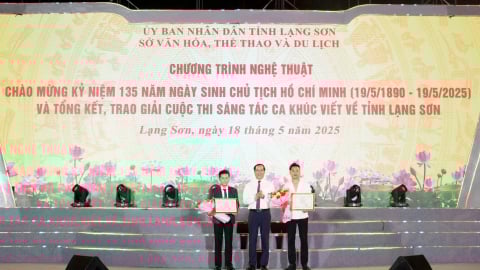 ỦY BAN NHÂN DÂN TỈNH LẠNG SƠN
SỞ VĂN HÓA, THỂ THAO VÀ DU LỊCH
CHƯƠNG TRÌNH NGHỆ THUẬT
CHÀO MỪNG KỶ NIỆM 135 NĂM NGÀY SINH CHỦ TỊCH HỒ CHÍ MINH (19/5/1890 - 19/5/2025)
VÀ TỔNG KẾT, TRAO GIẢI CUỘC THI SÁNG TÁC CA KHÚC VIẾT VỀ TỈNH LẠNG SƠN
Lạng Sơn, ngày 18 tháng 5 năm 2025